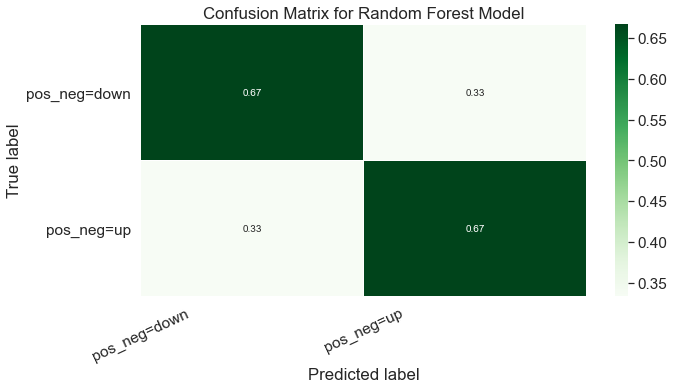 Confusion Matrix for Random Forest Model
True label
pos_neg=down
0.67
0.33
pos_neg=up
0.33
0.67
pos_neg=down
pos_neg=up
Predicted label
0.65
0.60
0.55
0.50
0.45
0.40
0.35